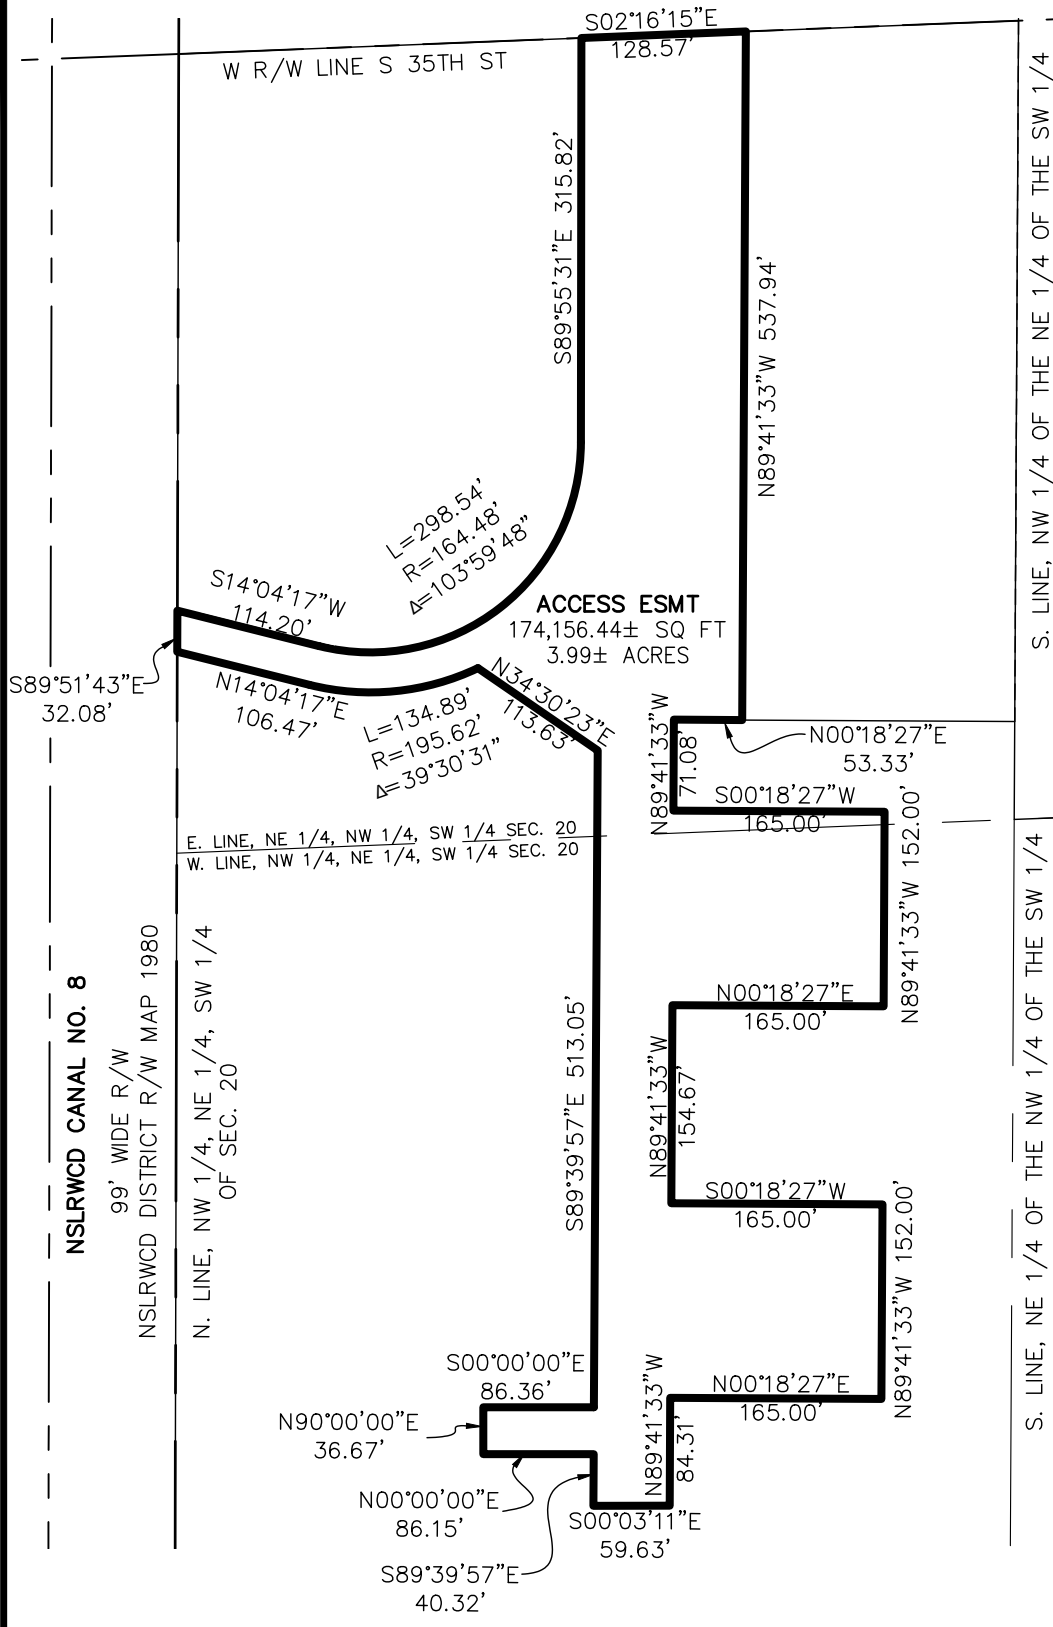 S02°16'15"E
128.57'
W R/W LINE S 35TH ST
S89°55'31"E 315.82'
N89°41'33"W 537.94'
S. LINE, NW 1/4 OF THE NE 1/4 OF THE SW 1/4
L=298.54'
R=164.48'
Δ=103°59'48"
S14°04'17"W
114.20'
ACCESS ESMT
174,156.44± SQ FT
3.99± ACRES
S89°51'43"E
32.08'
N14°04'17"E
106.47'
L=134.89'
R=195.62'
Δ=39°30'31"
N34°30'23"E
113.63'
N89°41'33"W
71.08'
N00°18'27"E
53.33'
S00°18'27"W
165.00'
N89°41'33"W 152.00'
E. LINE, NE 1/4, NW 1/4, SW 1/4 SEC. 20
W. LINE, NW 1/4, NE 1/4, SW 1/4 SEC. 20
NSLRWCD CANAL NO. 8
99' WIDE R/W
NSLRWCD DISTRICT R/W MAP 1980
N. LINE, NW 1/4, NE 1/4, SW 1/4
OF SEC. 20
S89°39'57"E 513.05'
N00°18'27"E
165.00'
N89°41'33"W
154.67'
S00°18'27"W
165.00'
N89°41'33"W 152.00'
S. LINE, NE 1/4 OF THE NW 1/4 OF THE SW 1/4
S00°00'00"E
86.36'
N90°00'00"E
36.67'
N00°00'00"E
86.15'
N89°41'33"W
84.31'
N00°18'27"E
165.00'
S00°03'11"E
59.63'
S89°39'57"E
40.32'